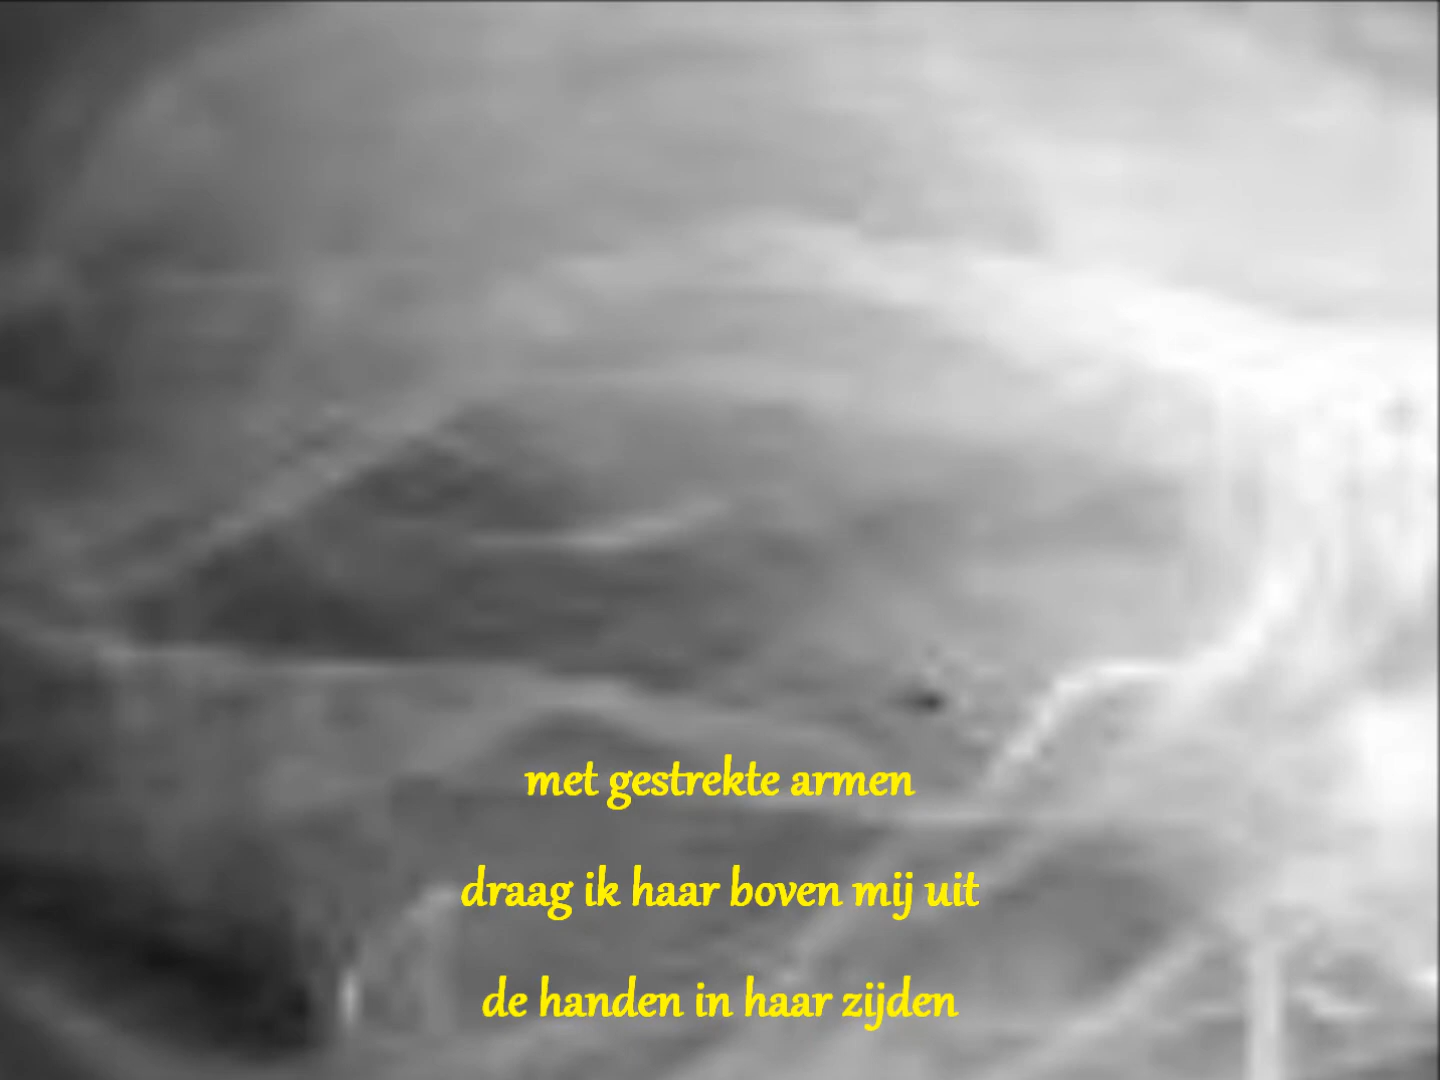 met gestrekte armen
draag ik haar boven mij uit
de handen in haar zijden